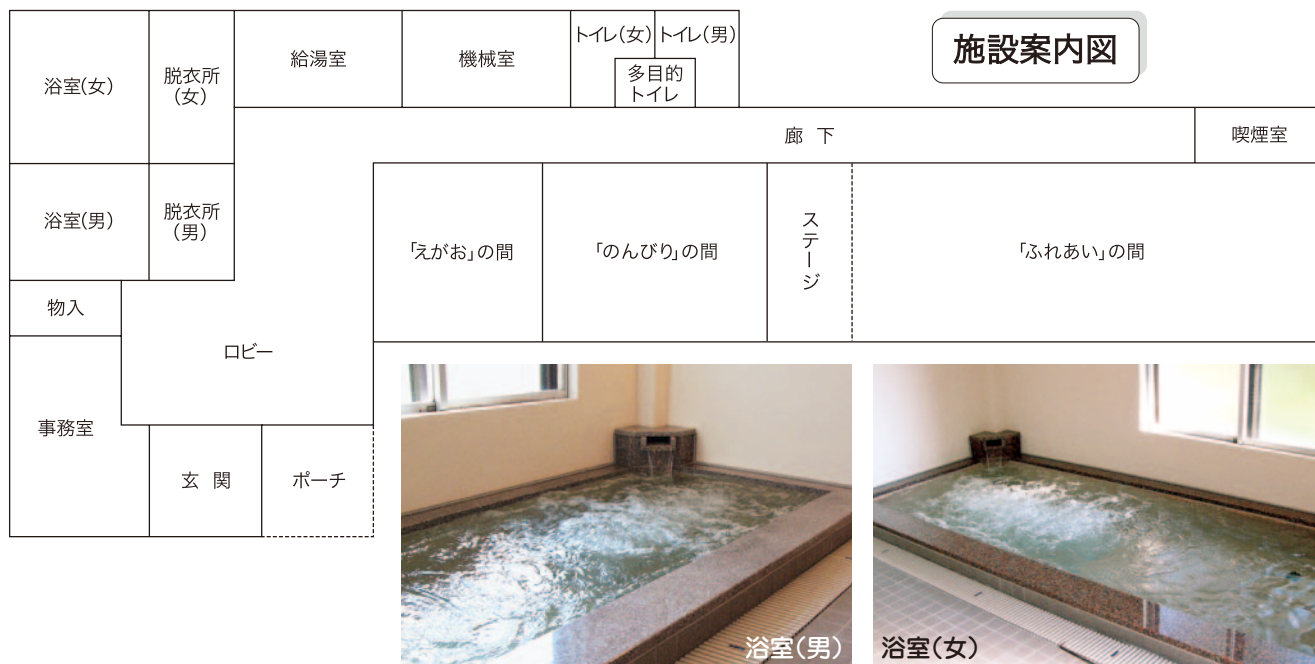 施設案内図
浴室(女)
脱衣所
(女)
給湯室
機械室
トイレ(女)
トイレ(男)
多目的
トイレ
廊 下
喫煙室
浴室(男)
脱衣所
(男)
「えがお」の間
「のんびり」の間
ステージ
「ふれあい」の間
物入
ロビー
事務室
玄 関
ポーチ
浴室(男)
浴室(女)